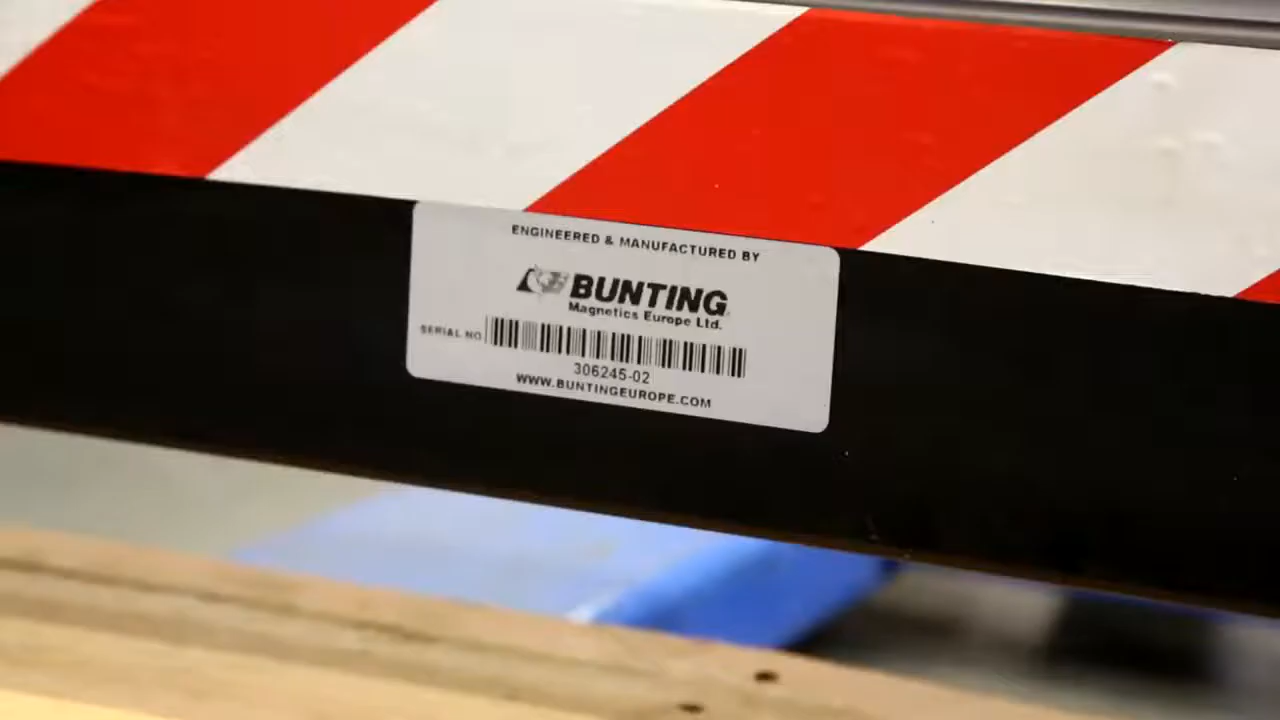 ENGINEERED & MANUFACTURED BY
BUNTING
Magnetics Europe Ltd.
SERIAL NO
306245-02
WWW.BUNTINGEUROPE.COM